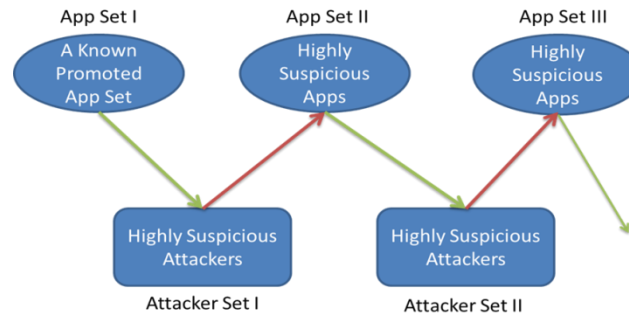 App Set I
App Set II
App Set III
A Known
Promoted
App Set
Highly
Suspicious
Apps
Highly
Suspicious
Apps
Highly Suspicious
Attackers
Highly Suspicious
Attackers
Attacker Set I
Attacker Set II